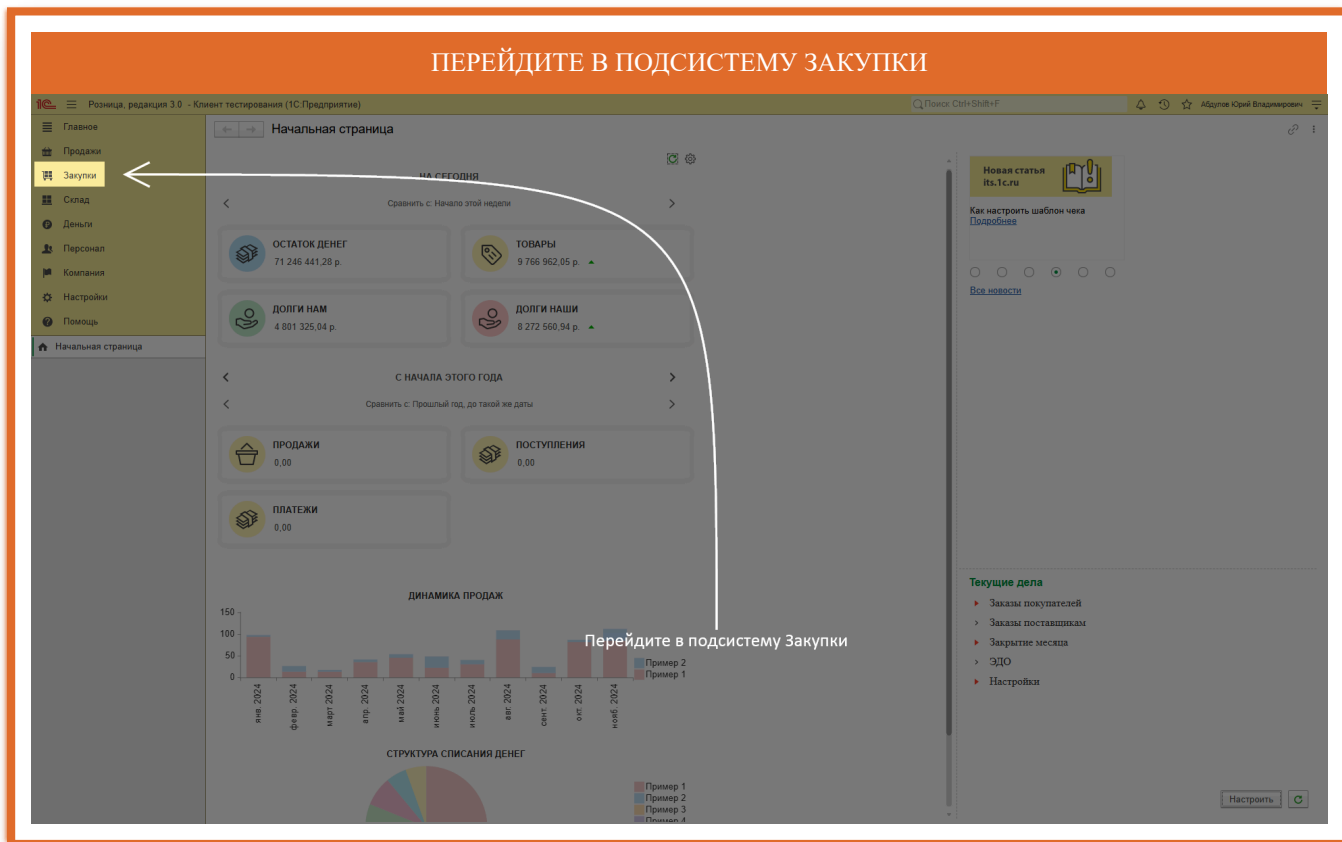 ПЕРЕЙДИТЕ В ПОДСИСТЕМУ ЗАКУПКИ
1С Розница, редакция 3.0 - Клиент тестирования (1С:Предприятие)
Поиск Ctrl+Shift+F
Абдулов Юрий Владимирович
Главное
Продажи
Закупки
Склад
Деньги
Персонал
Компания
Настройки
Помощь
Начальная страница
Начальная страница
НА СЕГОДНЯ
Сравнить с: Начало этой недели
ОСТАТОК ДЕНЕГ
71 246 441,28 р.
ТОВАРЫ
9 766 962,05 р.
ДОЛГИ НАМ
4 801 325,04 р.
ДОЛГИ НАШИ
8 272 560,94 р.
С НАЧАЛА ЭТОГО ГОДА
Сравнить с: Прошлый год, до такой же даты
ПРОДАЖИ
0,00
ПОСТУПЛЕНИЯ
0,00
ПЛАТЕЖИ
0,00
ДИНАМИКА ПРОДАЖ
150
100
50
0
янв. 2024
февр. 2024
март 2024
апр. 2024
май 2024
июнь 2024
июль 2024
авг. 2024
сент. 2024
окт. 2024
нояб. 2024
Пример 2
Пример 1
Перейдите в подсистему Закупки
СТРУКТУРА СПИСАНИЯ ДЕНЕГ
Пример 1
Пример 2
Пример 3
Пример 4
Новая статья
its.1c.ru
Как настроить шаблон чека
Подробнее
Все новости
Текущие дела
Заказы покупателей
Заказы поставщикам
Закрытие месяца
ЭДО
Настройки
Настроить